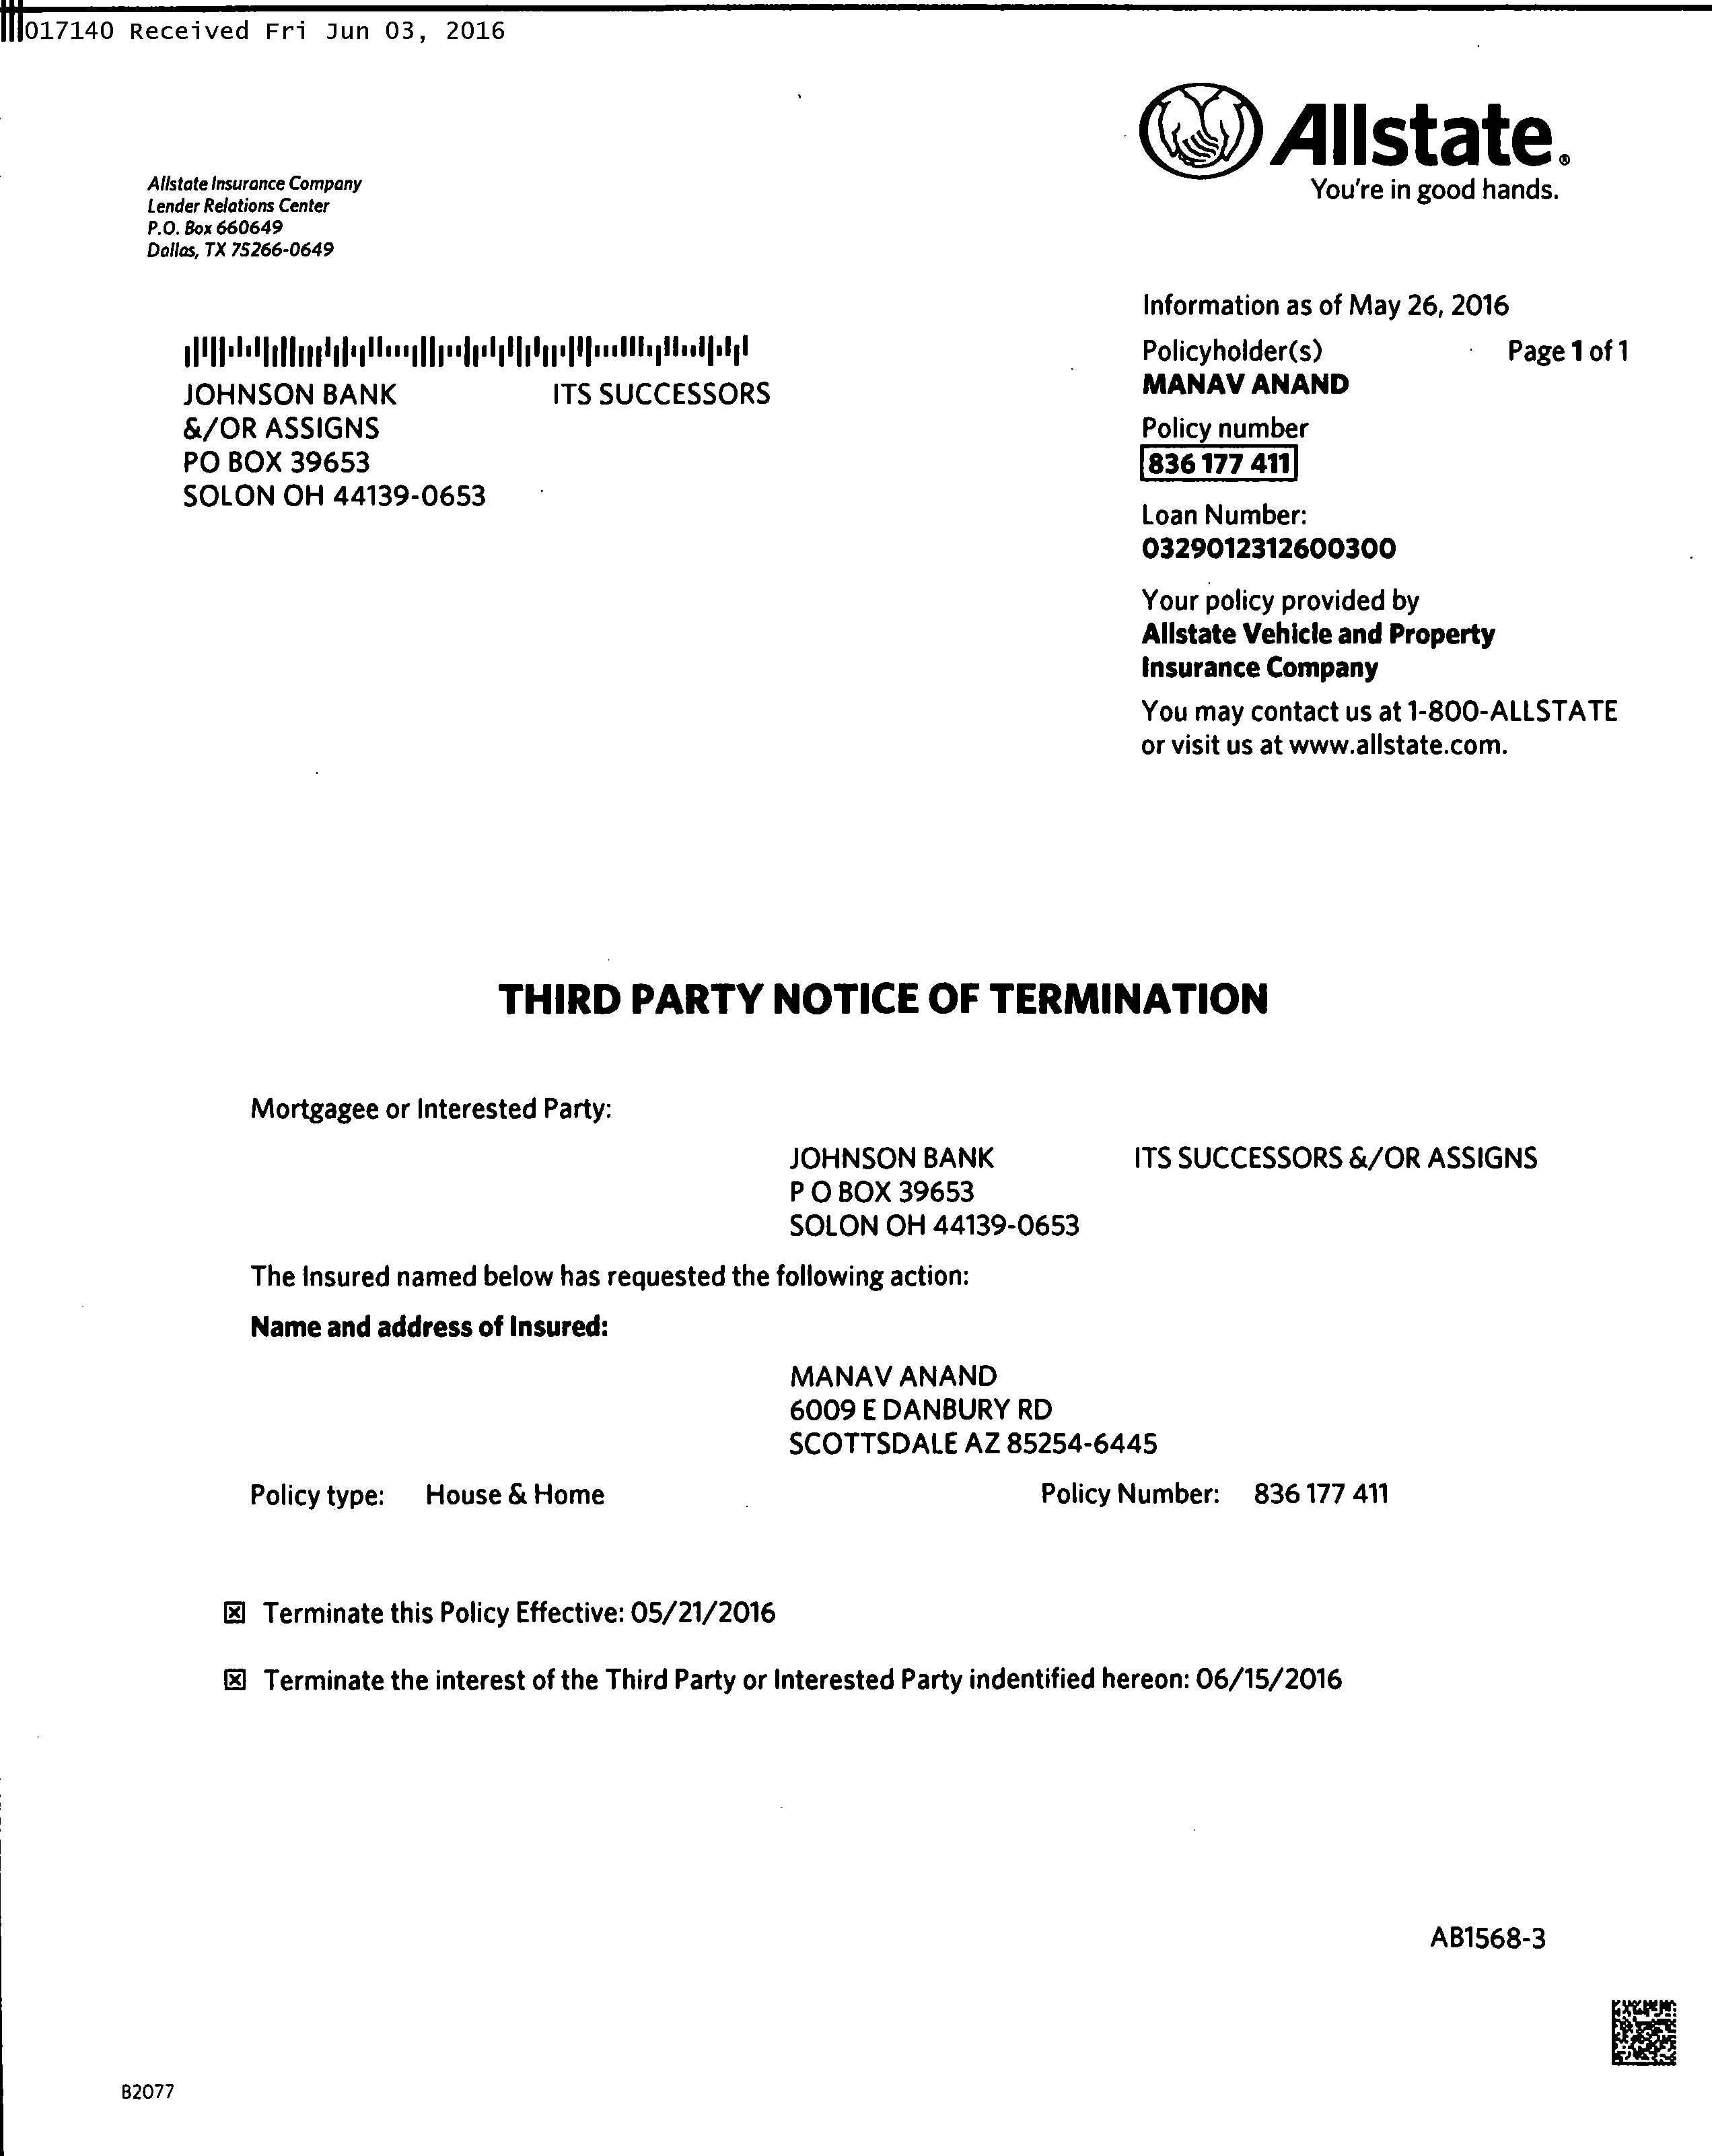 017140 Received Fri Jun 03, 2016
Allstate®
You're in good hands.
Allstate Insurance Company
Lender Relations Center
P.O. Box 660649
Dallas, TX 75266-0649
Information as of May 26, 2016
Policyholder(s) Page 1 of 1
MANAV ANAND
Policy number
836 177 411
Loan Number:
0329012312600300
Your policy provided by
Allstate Vehicle and Property
Insurance Company
You may contact us at 1-800-ALLSTATE
or visit us at www.allstate.com.
JOHNSON BANK ITS SUCCESSORS
&/OR ASSIGNS
PO BOX 39653
SOLON OH 44139-0653
THIRD PARTY NOTICE OF TERMINATION
Mortgagee or Interested Party:
JOHNSON BANK ITS SUCCESSORS &/OR ASSIGNS
P O BOX 39653
SOLON OH 44139-0653
The Insured named below has requested the following action:
Name and address of Insured:
MANAV ANAND
6009 E DANBURY RD
SCOTTSDALE AZ 85254-6445
Policy type: House & Home Policy Number: 836 177 411
☒ Terminate this Policy Effective: 05/21/2016
☒ Terminate the interest of the Third Party or Interested Party indentified hereon: 06/15/2016
AB1568-3
B2077